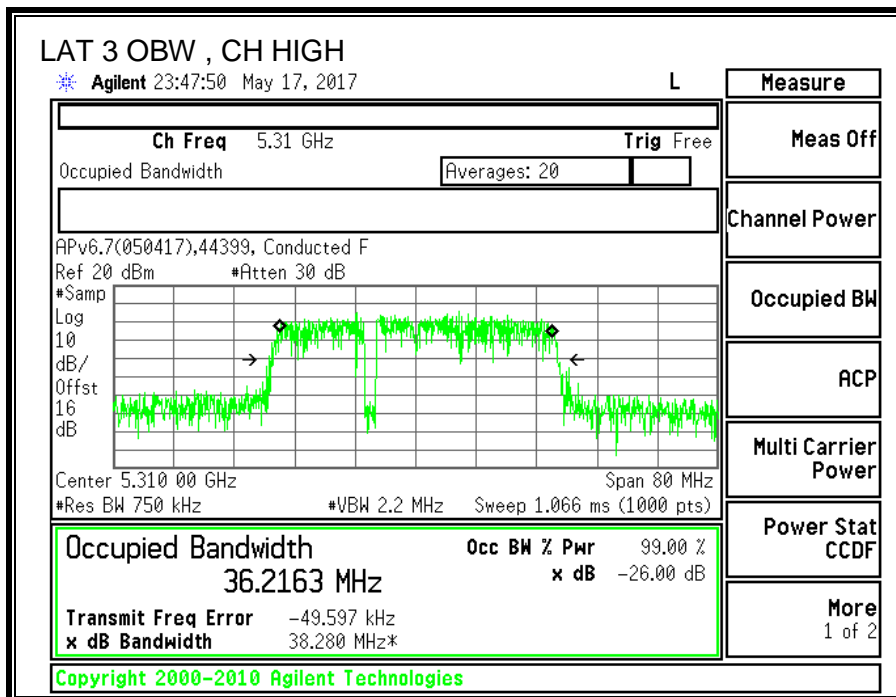 LAT 3 OBW , CH HIGH
Agilent 23:47:50 May 17, 2017 L
Measure
Ch Freq 5.31 GHz Trig Free
Occupied Bandwidth Averages: 20
APv6.7(050417),44399, Conducted F
Ref 20 dBm #Atten 30 dB
#Samp
Log
10
dB/
Offst
16
dB
Center 5.310 00 GHz Span 80 MHz
#Res BW 750 kHz #VBW 2.2 MHz Sweep 1.066 ms (1000 pts)
Occupied Bandwidth Occ BW % Pwr 99.00 %
36.2163 MHz x dB -26.00 dB
Transmit Freq Error -49.597 kHz
x dB Bandwidth 38.280 MHz*
Copyright 2000-2010 Agilent Technologies
Meas Off
Channel Power
Occupied BW
ACP
Multi Carrier
Power
Power Stat
CCDF
More
1 of 2